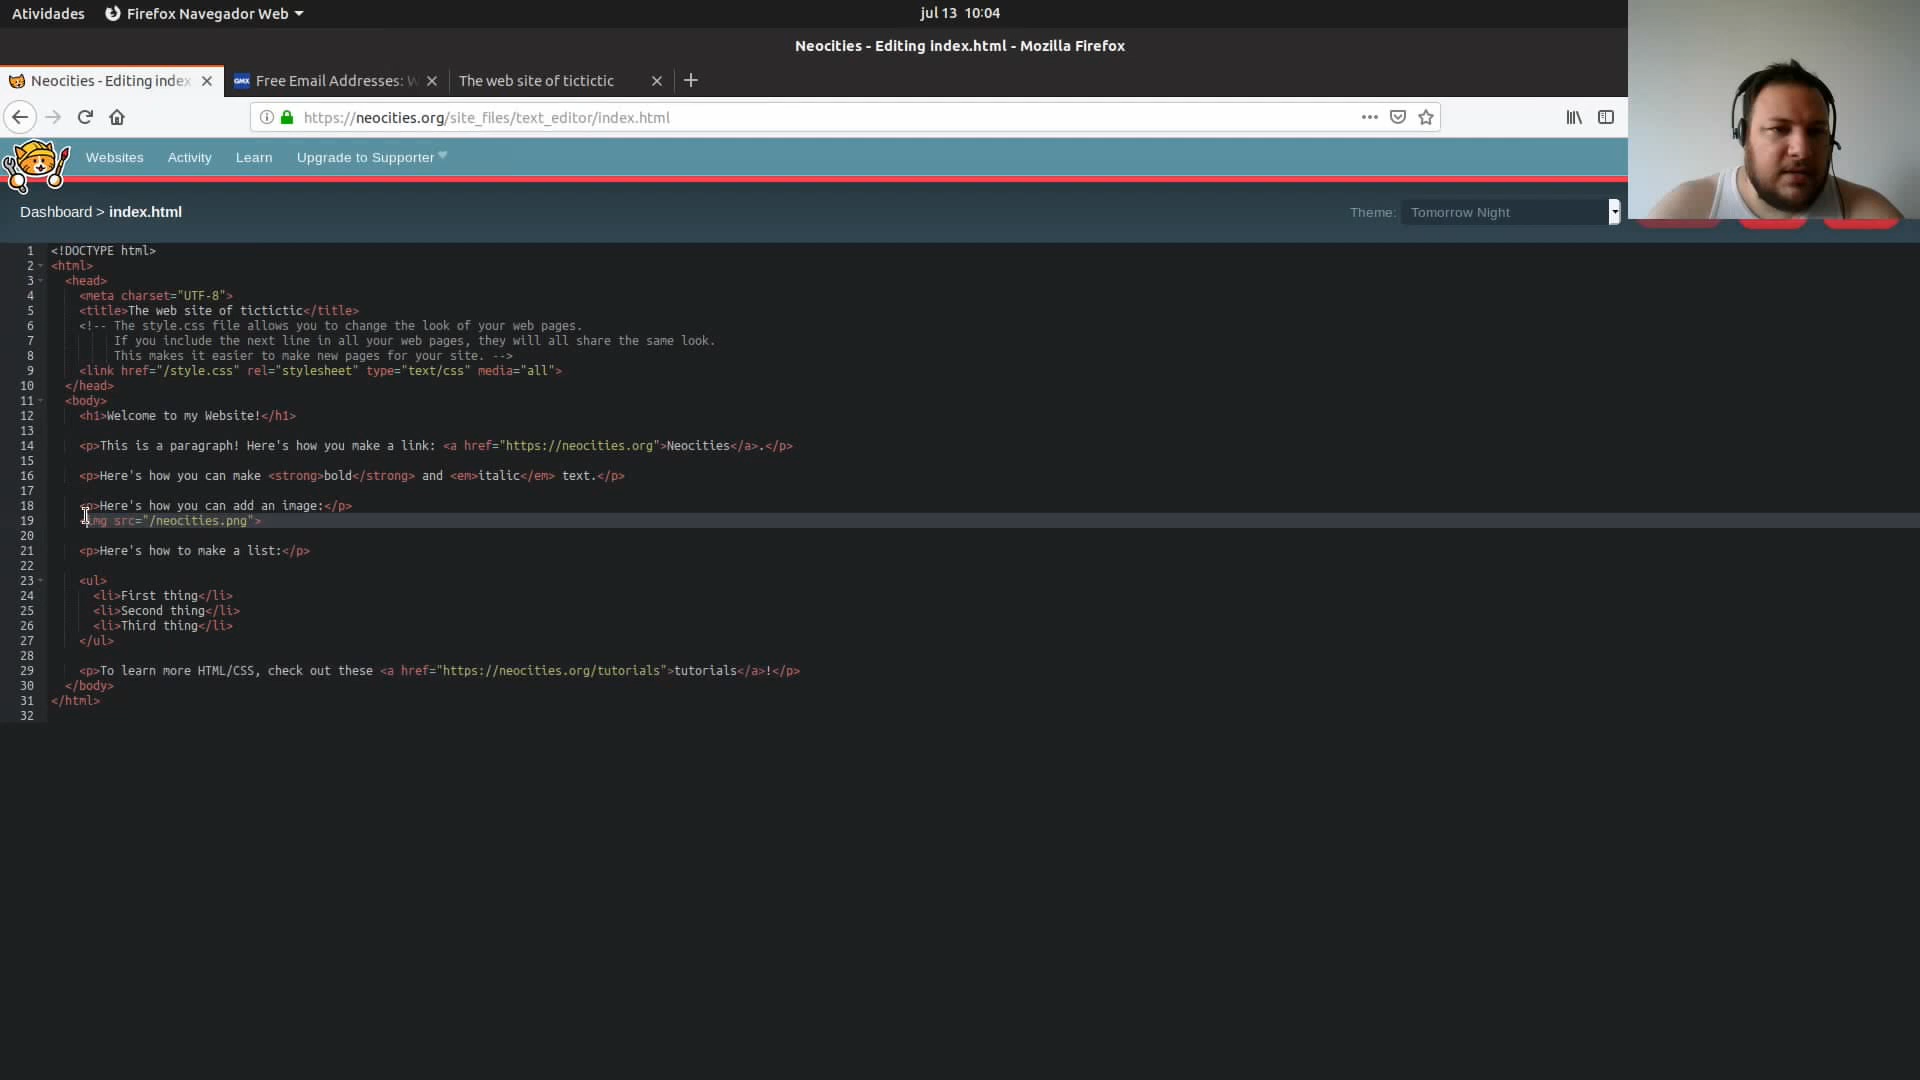 Atividades Firefox Navegador Web jul 13 10:04
Neocities - Editing index.html - Mozilla Firefox
Neocities - Editing index GMX Free Email Addresses: W The web site of tictictic
https://neocities.org/site_files/text_editor/index.html
Websites Activity Learn Upgrade to Supporter
Dashboard > index.html Theme: Tomorrow Night
1 <!DOCTYPE html>
2 <html>
3 <head>
4 <meta charset="UTF-8">
5 <title>The web site of tictictic</title>
6 <!-- The style.css file allows you to change the look of your web pages.
7 If you include the next line in all your web pages, they will all share the same look.
8 This makes it easier to make new pages for your site. -->
9 <link href="/style.css" rel="stylesheet" type="text/css" media="all">
10 </head>
11 <body>
12 <h1>Welcome to my Website!</h1>
13
14 <p>This is a paragraph! Here's how you make a link: <a href="https://neocities.org">Neocities</a>.</p>
15
16 <p>Here's how you can make <strong>bold</strong> and <em>italic</em> text.</p>
17
18 <p>Here's how you can add an image:</p>
19 <img src="/neocities.png">
20
21 <p>Here's how to make a list:</p>
22
23 <ul>
24 <li>First thing</li>
25 <li>Second thing</li>
26 <li>Third thing</li>
27 </ul>
28
29 <p>To learn more HTML/CSS, check out these <a href="https://neocities.org/tutorials">tutorials</a>!</p>
30 </body>
31 </html>
32